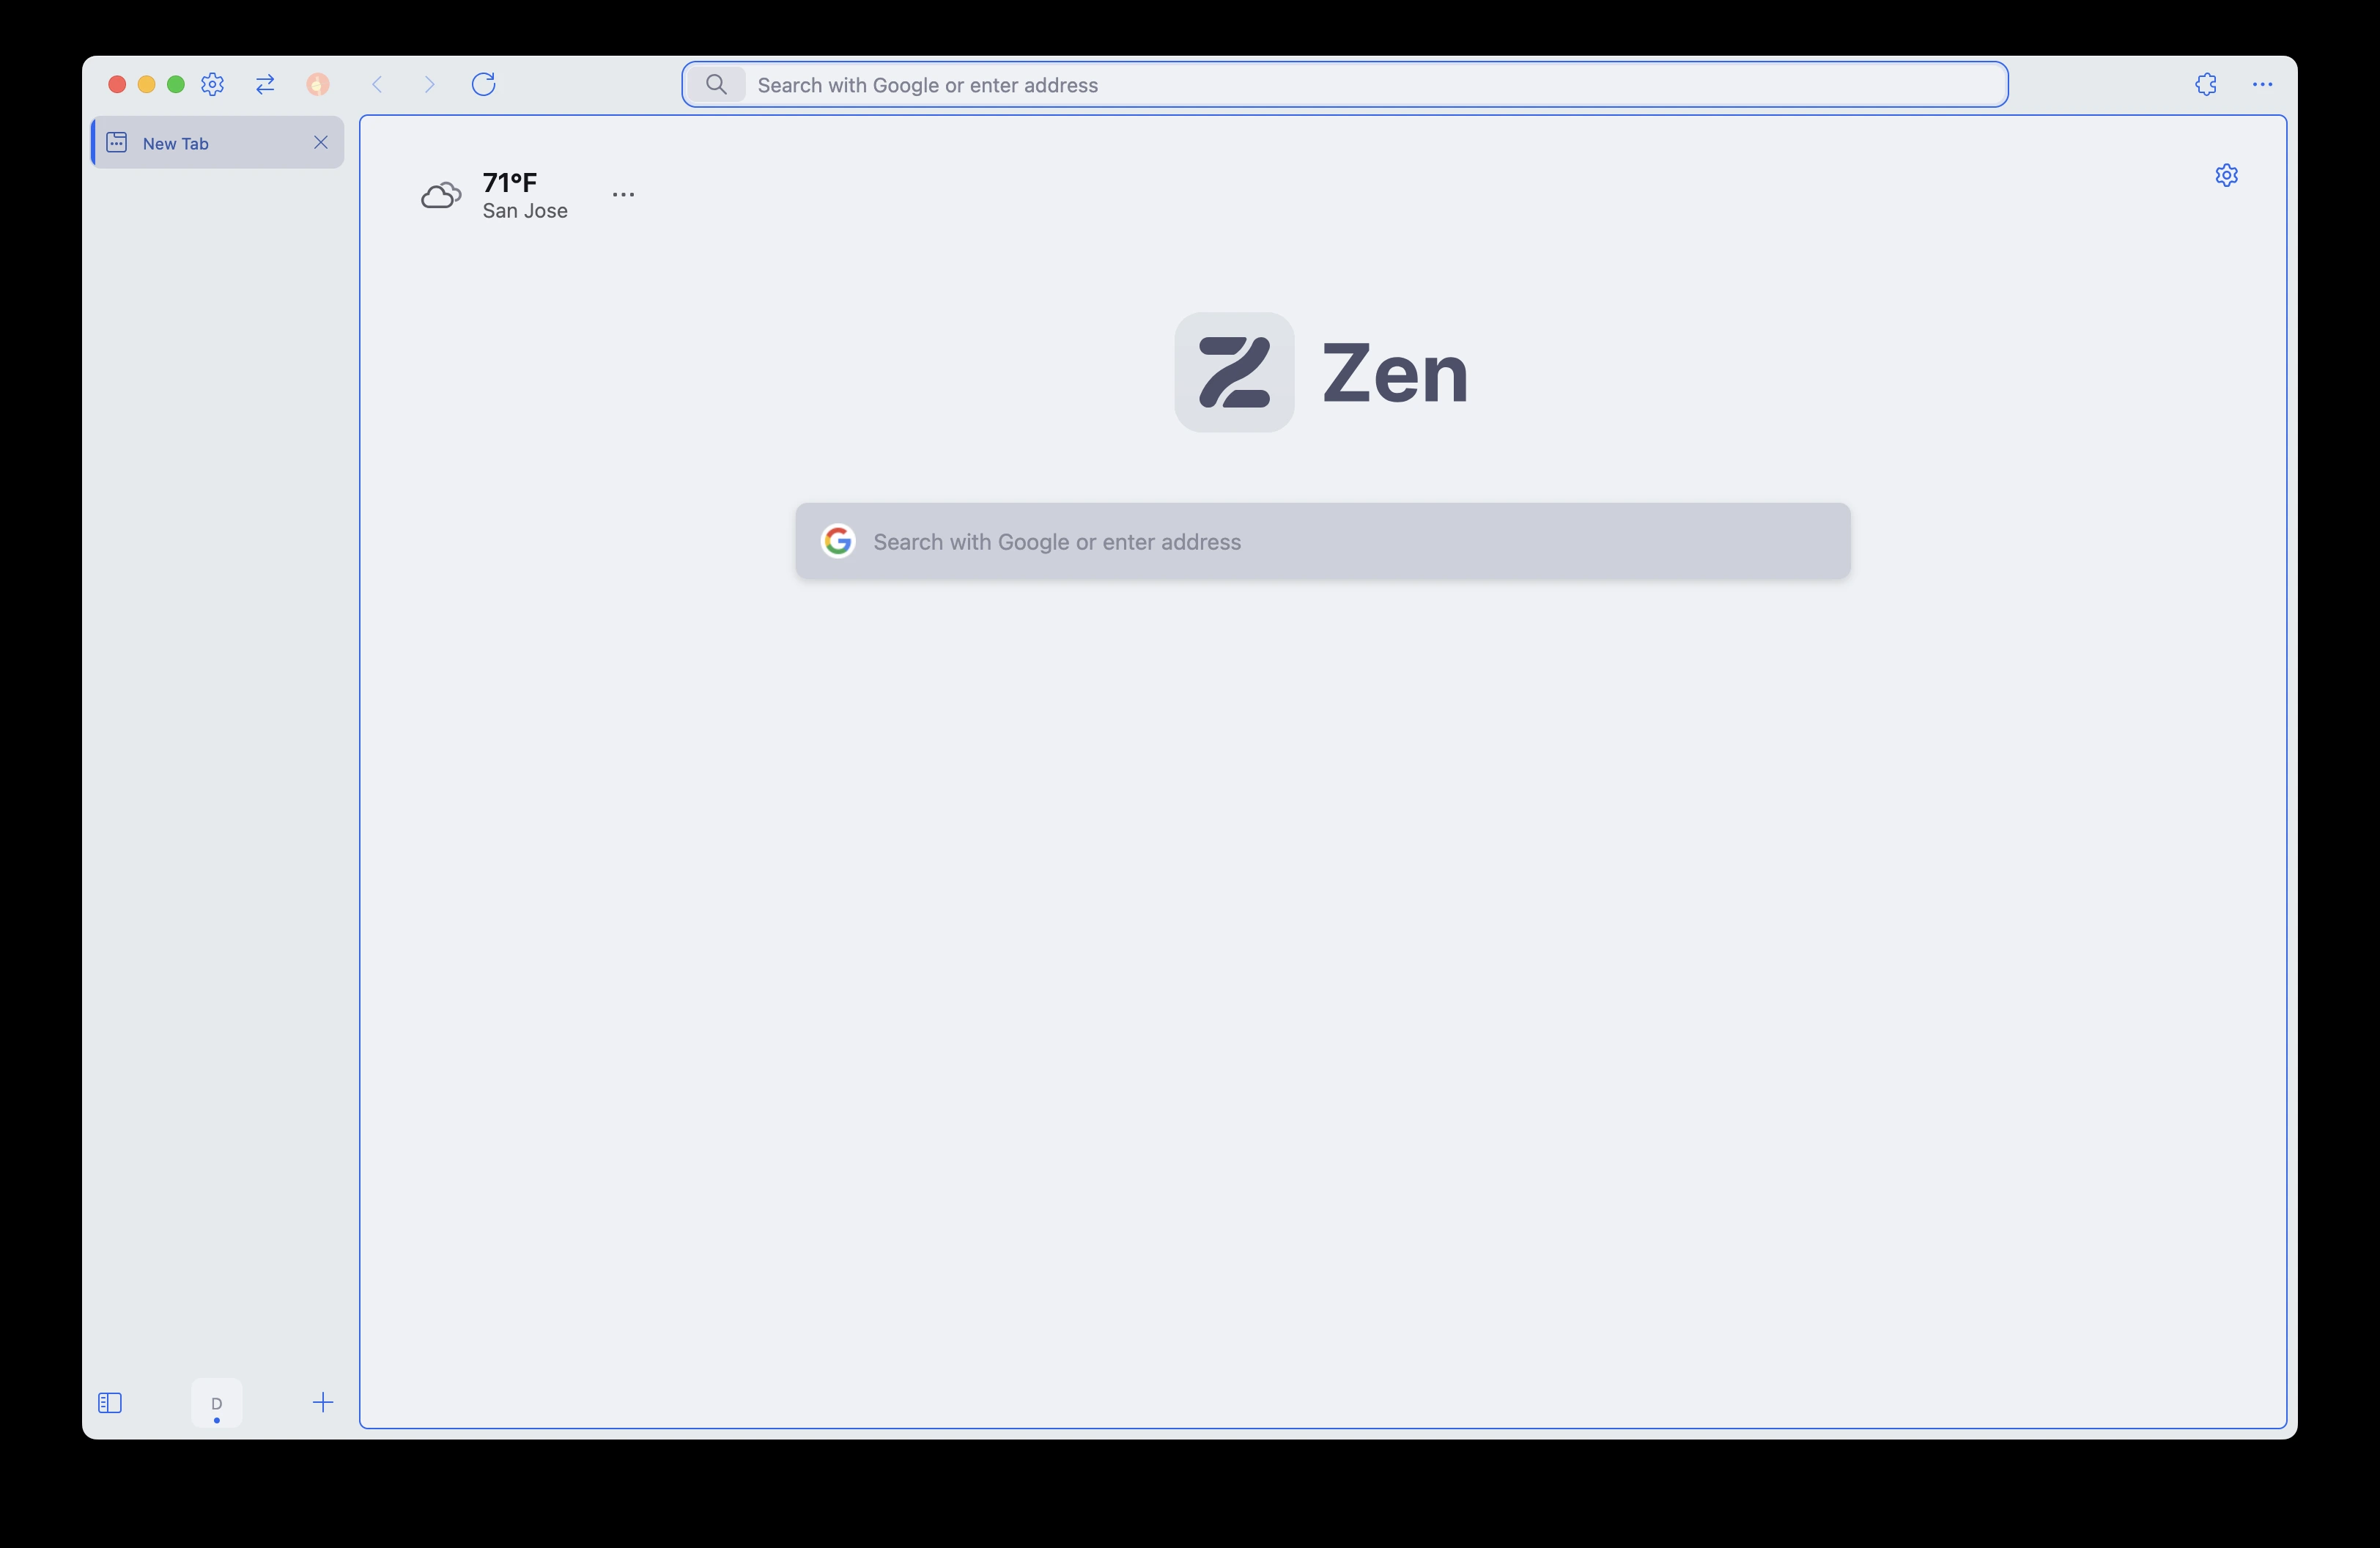 Search with Google or enter address
New Tab
71°F
San Jose
Zen
Search with Google or enter address
D